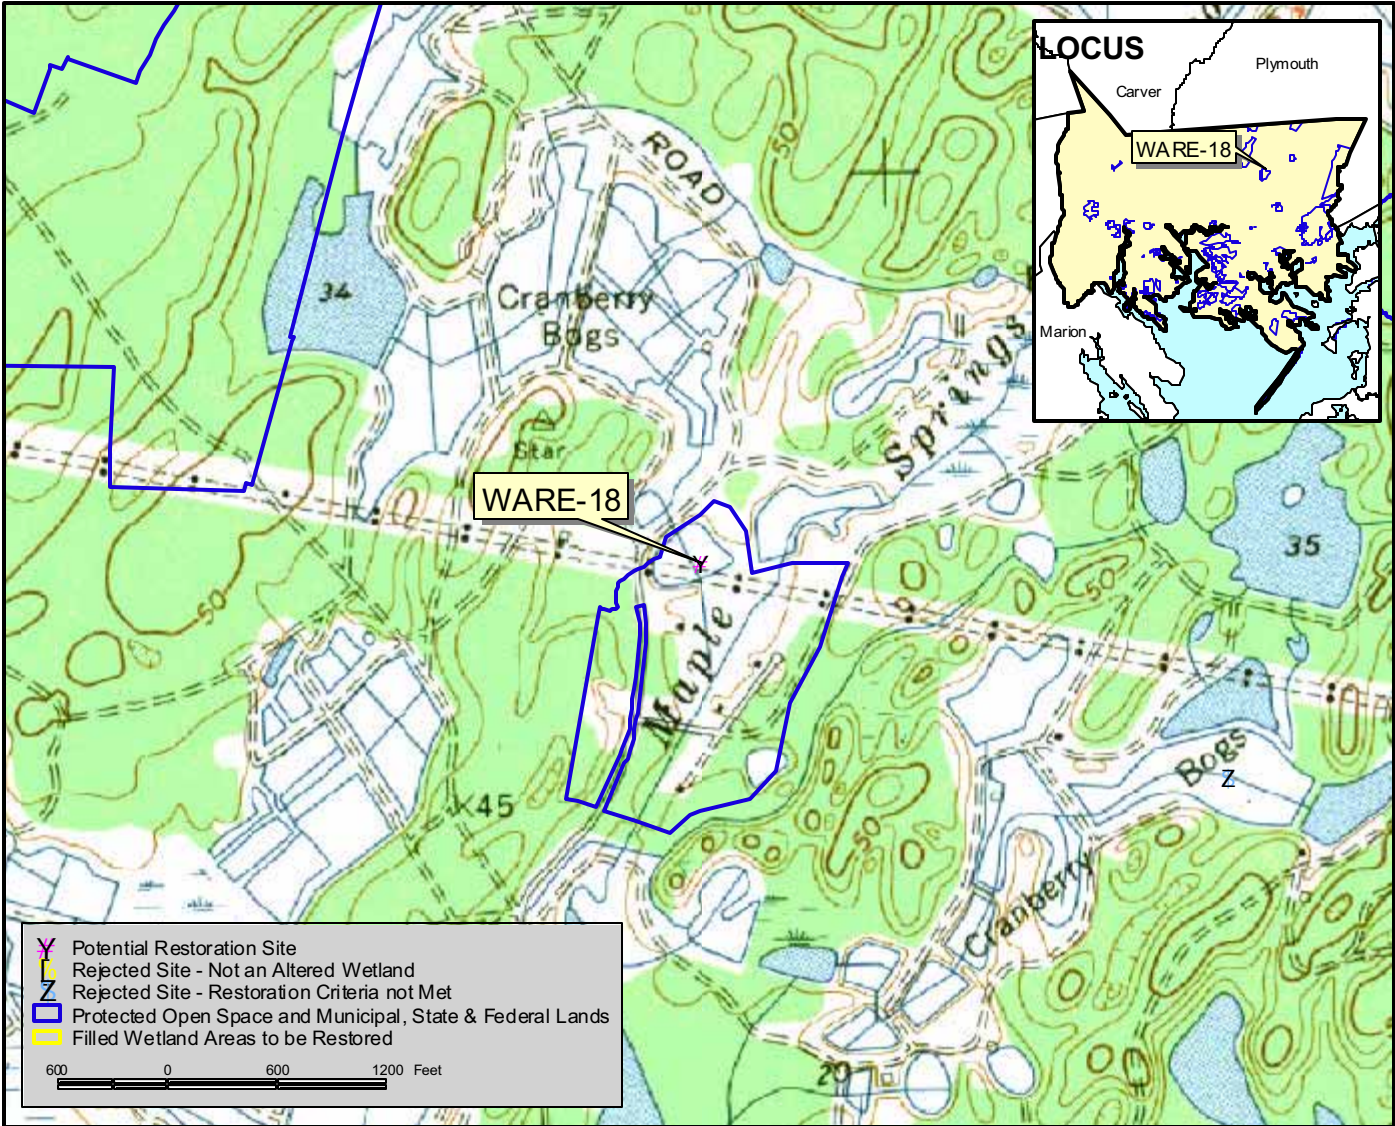 LOCUS
Plymouth
Carver
WARE-18
Marion
ROAD
50
34
Cranberry
Bogs
Springs
Star
WARE-18
35
50
50
Maple
Bogs
Z
45
50
Cranberry
20
Y Potential Restoration Site
Rejected Site - Not an Altered Wetland
Z Rejected Site - Restoration Criteria not Met
Protected Open Space and Municipal, State & Federal Lands
Filled Wetland Areas to be Restored
600 0 600 1200 Feet